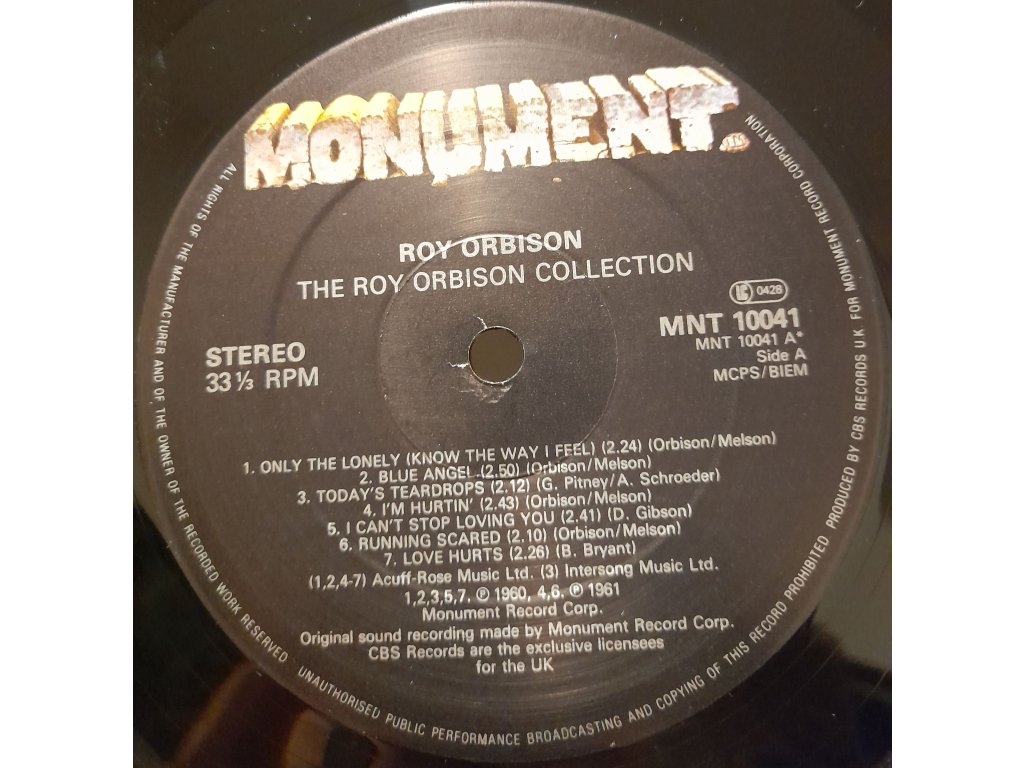 MONUMENT TM
ROY ORBISON
THE ROY ORBISON COLLECTION
LC 0428
STEREO
33 ⅓ RPM
MNT 10041
MNT 10041 A*
Side A
MCPS/BIEM
1. ONLY THE LONELY (KNOW THE WAY I FEEL) (2.24) (Orbison/Melson)
2. BLUE ANGEL (2.50) (Orbison/Melson)
3. TODAY'S TEARDROPS (2.12) (G. Pitney/A. Schroeder)
4. I'M HURTIN' (2.43) (Orbison/Melson)
5. I CAN'T STOP LOVING YOU (2.41) (D. Gibson)
6. RUNNING SCARED (2.10) (Orbison/Melson)
7. LOVE HURTS (2.26) (B. Bryant)
(1,2,4-7) Acuff-Rose Music Ltd. (3) Intersong Music Ltd.
1,2,3,5,7, ℗ 1960, 4,6, ℗ 1961
Monument Record Corp.
Original sound recording made by Monument Record Corp.
CBS Records are the exclusive licensees
for the UK
ALL RIGHTS OF THE MANUFACTURER AND OF THE OWNER OF THE RECORDED WORK RESERVED UNAUTHORISED PUBLIC PERFORMANCE BROADCASTING AND COPYING OF THIS RECORD PROHIBITED PRODUCED BY CBS RECORDS U.K. FOR MONUMENT RECORD CORPORATION